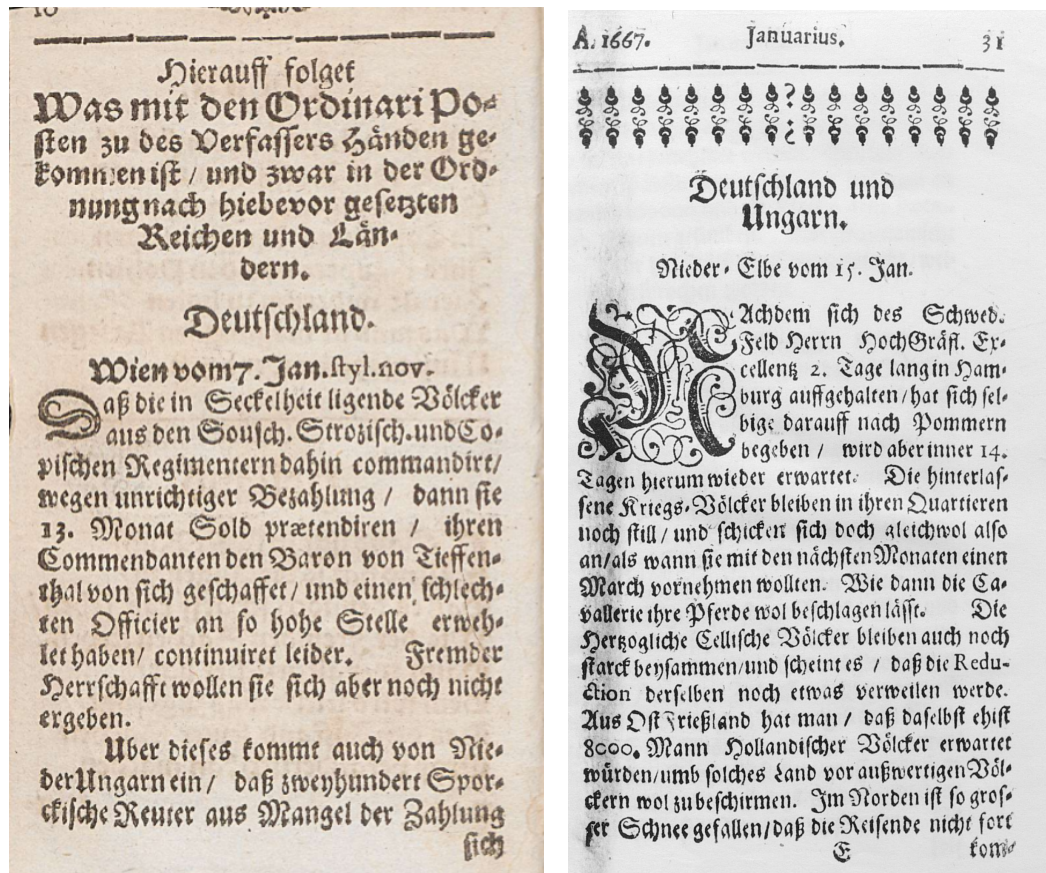 Hierauff folget
Was mit den Ordinari Po-
sten zu des Verfassers Händen ge-
kommen ist / und zwar in der Ord-
nung nach hiebevor gesetzten
Reichen und Län-
dern.
Deutschland.
Wien vom 7. Jan. styl. nov.
Daß die in Seckelheit ligende Völcker
aus den Sousch. Strozisch. und Co-
pischen Regimentern dahin commandirt/
wegen unrichtiger Bezahlung / dann sie
13. Monat Sold prætendiren / ihren
Commendanten den Baron von Tieffen-
thal von sich geschaffet / und einen schlech-
ten Officier an so hohe Stelle erweh-
let haben / continuiret leider. Fremder
Herrschafft wollen sie sich aber noch nicht
ergeben.
Uber dieses kommt auch von Nie-
der Ungarn ein / daß zweyhundert Spor-
ckische Reuter aus Mangel der Zahlung
sich
A. 1667. Januarius. 31
Deutschland und
Ungarn.
Nieder-Elbe vom 15. Jan.
NAchdem sich des Schwed.
Feld Herrn HochGräfl. Ex-
cellentz 2. Tage lang in Ham-
burg auffgehalten / hat sich sel-
bige darauff nach Pommern
begeben / wird aber inner 14.
Tagen hierum wieder erwartet. Die hinterlas-
sene Kriegs-Völcker bleiben in ihren Quartieren
noch still / und schicken sich doch gleichwol also
an / als wann sie mit den nächsten Monaten einen
March vornehmen wollten. Wie dann die Ca-
vallerie ihre Pferde wol beschlagen lässt. Die
Hertzogliche Cellische Völcker bleiben auch noch
starck beysammen / und scheint es / daß die Redu-
ction derselben noch etwas verweilen werde.
Aus Ost Frießland hat man / daß daselbst ehist
8000. Mann Hollandischer Völcker erwartet
würden / umb solches Land vor außwertigen Völ-
ckern wol zu beschirmen. Im Norden ist so gros-
ser Schnee gefallen / daß die Reisende nicht fort
E kom-